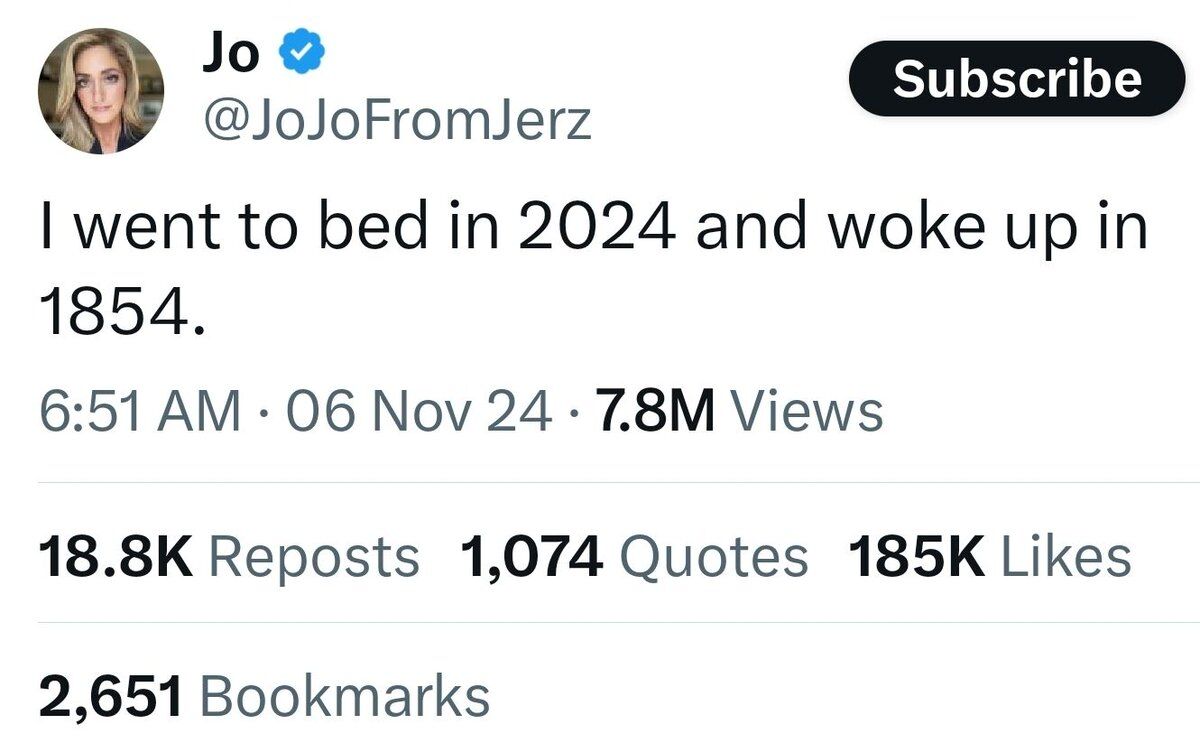 Jo
Subscribe
@JoJoFromJerz
I went to bed in 2024 and woke up in
1854.
6:51 AM · 06 Nov 24 · 7.8M Views
18.8K Reposts 1,074 Quotes 185K Likes
2,651 Bookmarks